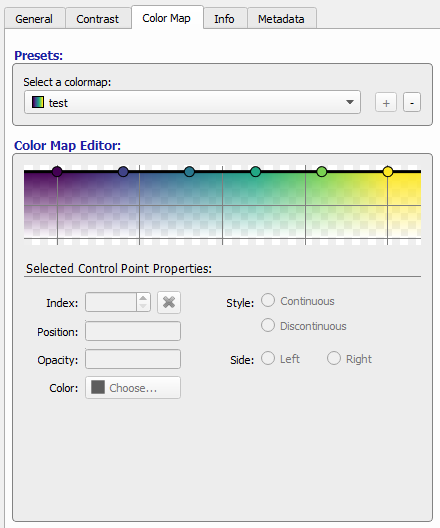 General Contrast Color Map Info Metadata
Presets:
Select a colormap:
test + -
Color Map Editor:
Selected Control Point Properties:
Index: Style: Continuous
Position: Discontinuous
Opacity: Side: Left Right
Color: Choose...